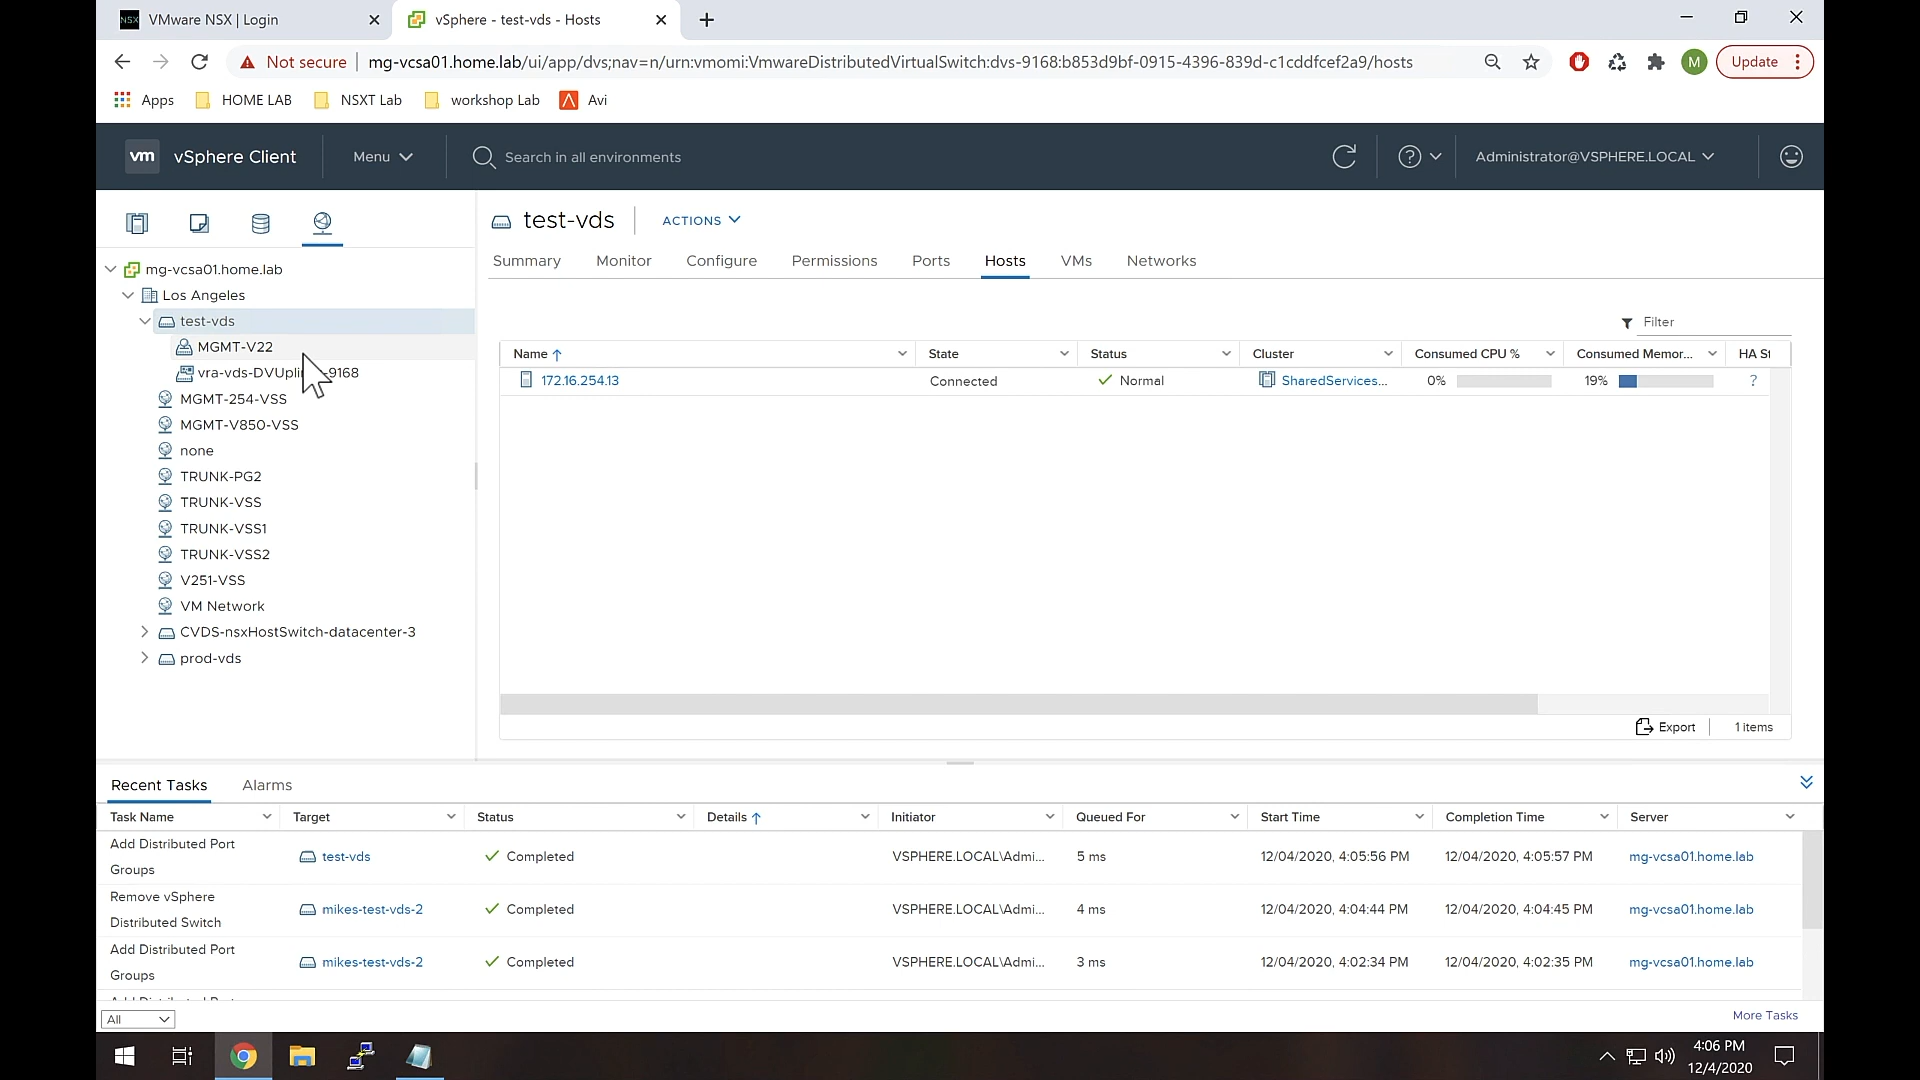 VMware NSX | Login
vSphere - test-vds - Hosts
Not secure
mg-vcsa01.home.lab/ui/app/dvs;nav=n/urn:vmomi:VmwareDistributedVirtualSwitch:dvs-9168:b853d9bf-0915-4396-839d-c1cddfcef2a9/hosts
M
Update
Apps
HOME LAB
NSXT Lab
workshop Lab
Avi
vm
vSphere Client
Menu
Search in all environments
Administrator@VSPHERE.LOCAL
test-vds
ACTIONS
Summary
Monitor
Configure
Permissions
Ports
Hosts
VMs
Networks
mg-vcsa01.home.lab
Los Angeles
test-vds
MGMT-V22
vra-vds-DVUpli -9168
MGMT-254-VSS
MGMT-V850-VSS
none
TRUNK-PG2
TRUNK-VSS
TRUNK-VSS1
TRUNK-VSS2
V251-VSS
VM Network
CVDS-nsxHostSwitch-datacenter-3
prod-vds
Filter
Name State Status Cluster Consumed CPU % Consumed Memor... HA St
172.16.254.13 Connected Normal SharedServices... 0% 19% ?
Export
1 items
Recent Tasks
Alarms
Task Name Target Status Details Initiator Queued For Start Time Completion Time Server
Add Distributed Port
Groups
test-vds Completed VSPHERE.LOCAL\Admi... 5 ms 12/04/2020, 4:05:56 PM 12/04/2020, 4:05:57 PM mg-vcsa01.home.lab
Remove vSphere
Distributed Switch
mikes-test-vds-2 Completed VSPHERE.LOCAL\Admi... 4 ms 12/04/2020, 4:04:44 PM 12/04/2020, 4:04:45 PM mg-vcsa01.home.lab
Add Distributed Port
Groups
mikes-test-vds-2 Completed VSPHERE.LOCAL\Admi... 3 ms 12/04/2020, 4:02:34 PM 12/04/2020, 4:02:35 PM mg-vcsa01.home.lab
All
More Tasks
4:06 PM
12/4/2020